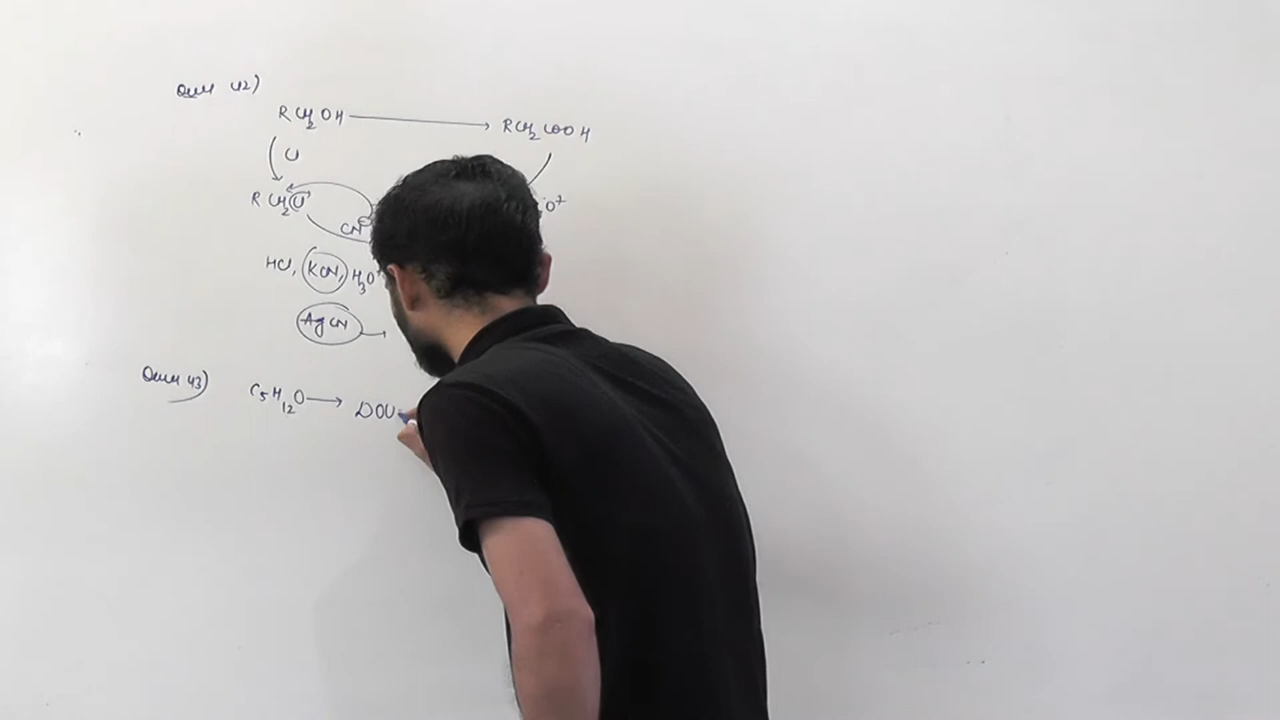 Ques 42)
RCH2OH → RCH2COOH
Cl
RCH2Cl O+
CN
HCl, KCN, H3O+
AgCN →
Ques 43) C5H12O → DOU